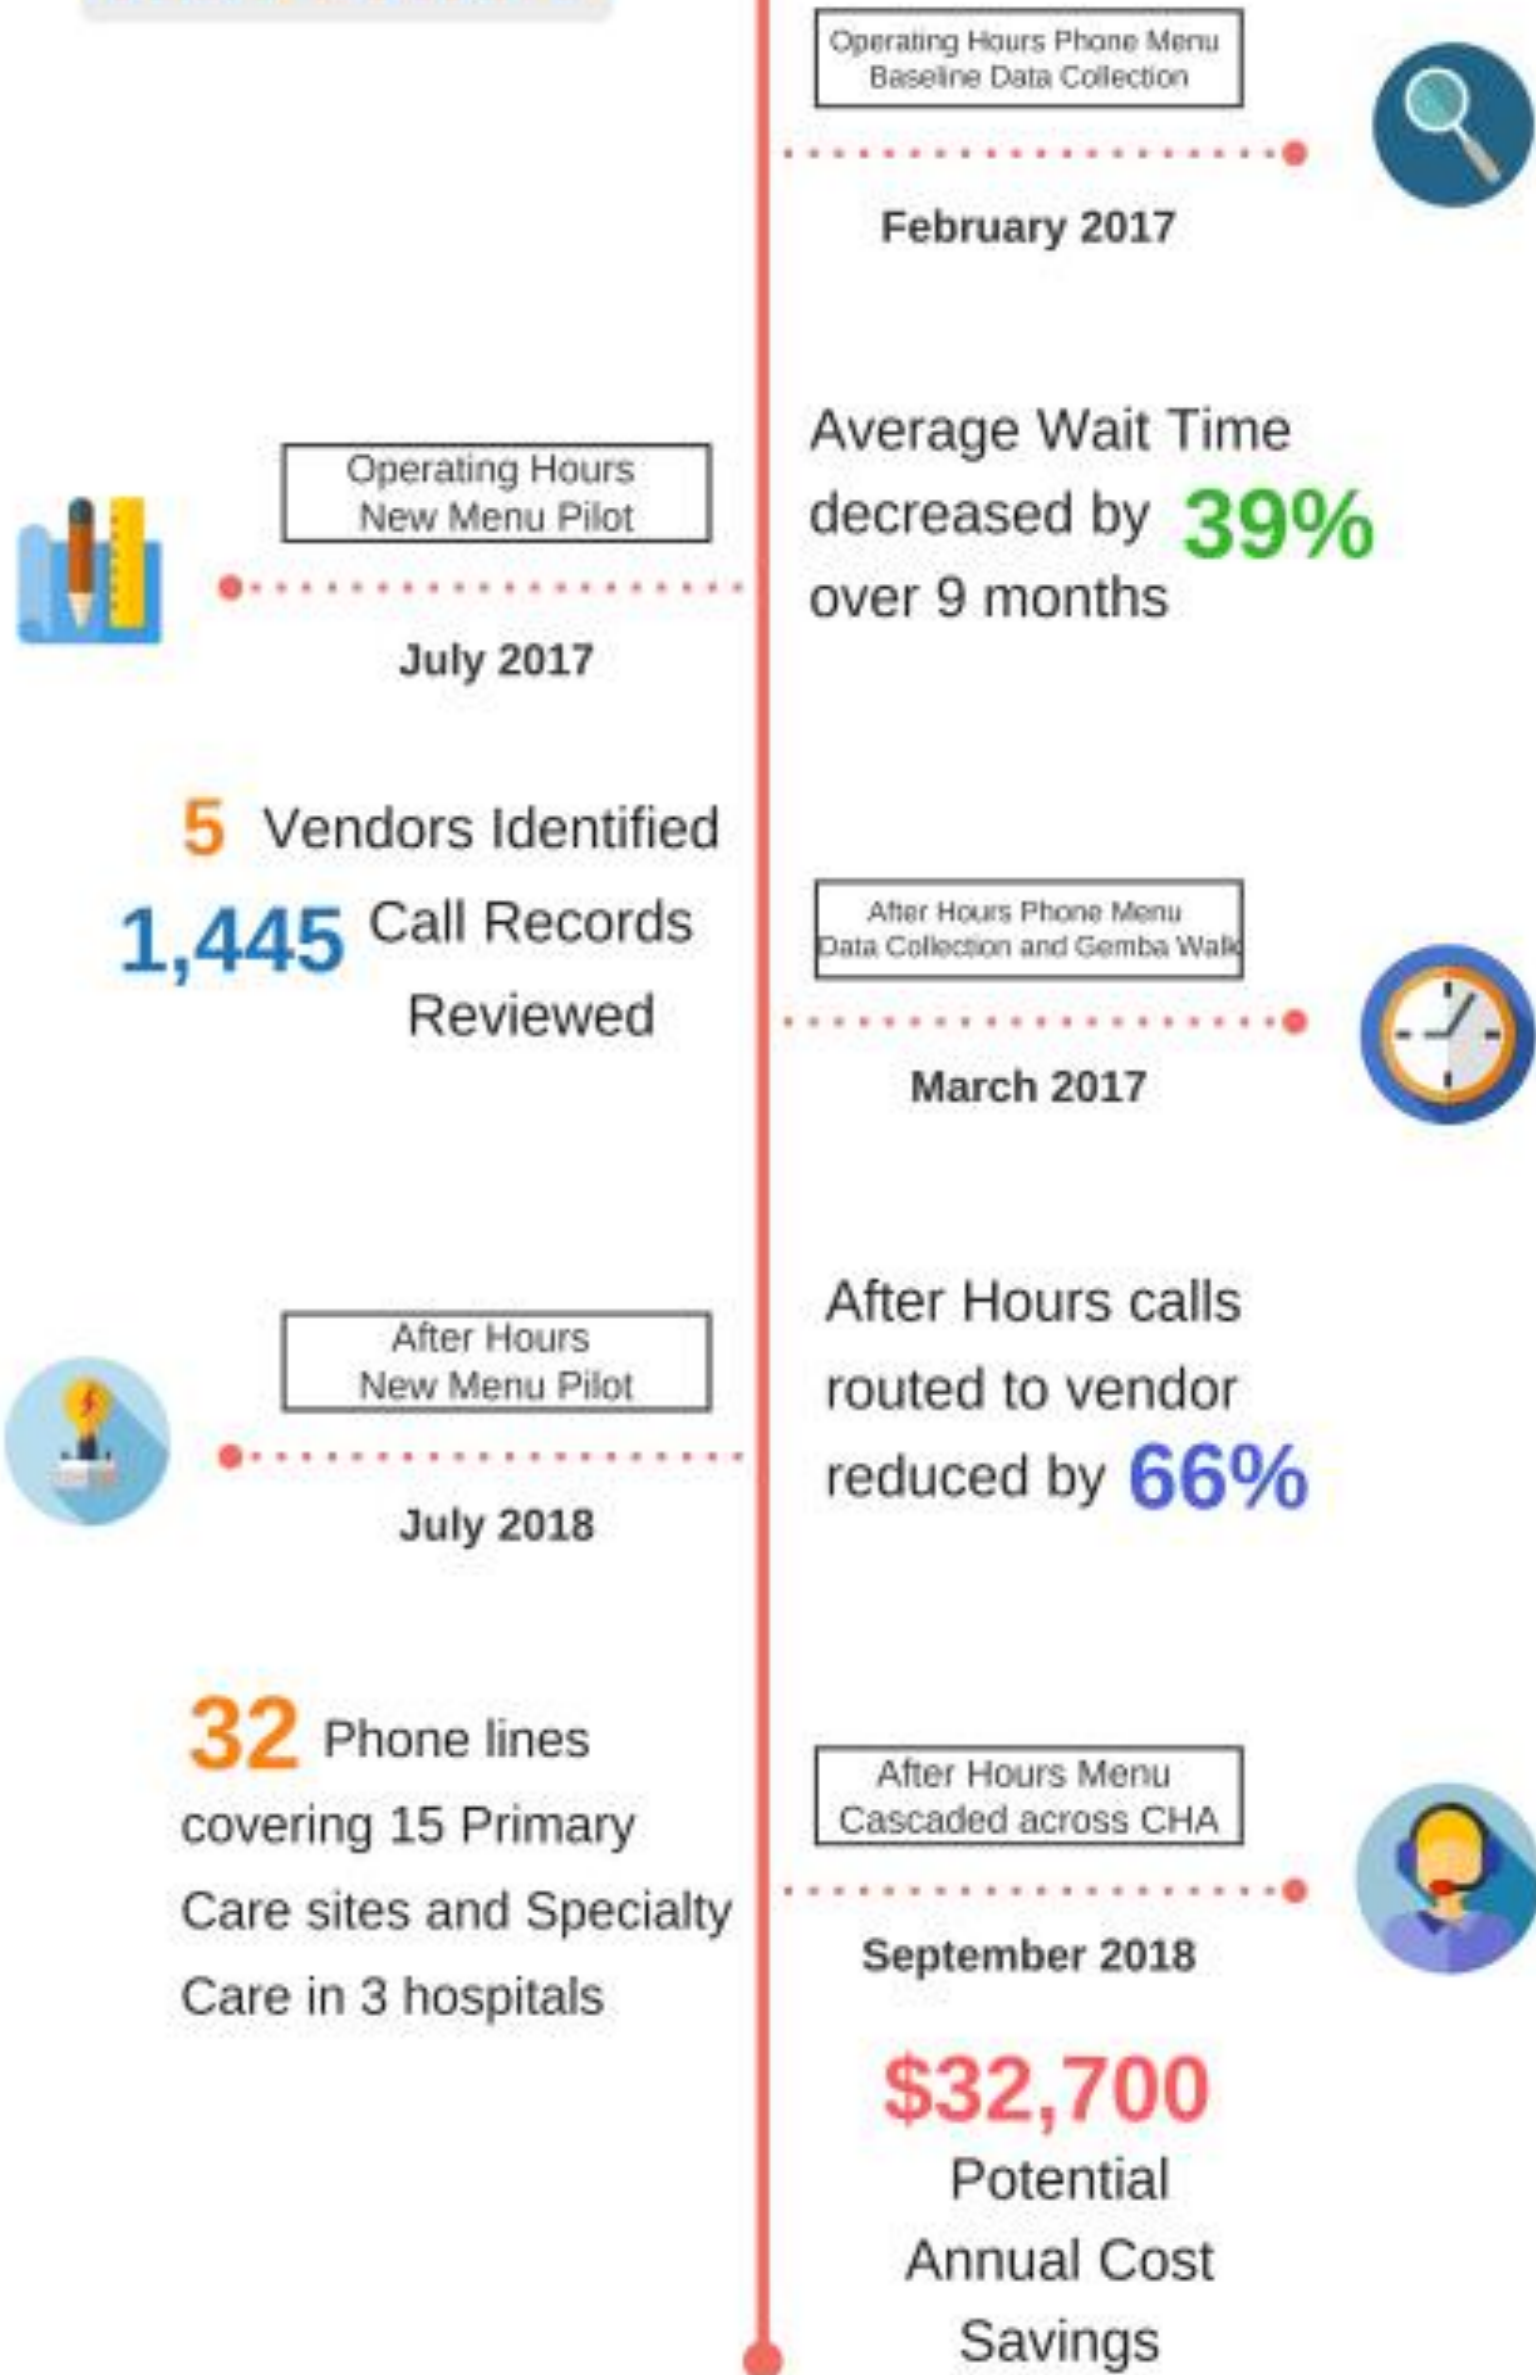 Operating Hours Phone Menu
Baseline Data Collection
February 2017
Operating Hours
New Menu Pilot
July 2017
Average Wait Time
decreased by 39%
over 9 months
5 Vendors Identified
1,445 Call Records
Reviewed
After Hours Phone Menu
Data Collection and Gemba Walk
March 2017
After Hours
New Menu Pilot
July 2018
After Hours calls
routed to vendor
reduced by 66%
32 Phone lines
covering 15 Primary
Care sites and Specialty
Care in 3 hospitals
After Hours Menu
Cascaded across CHA
September 2018
$32,700
Potential
Annual Cost
Savings